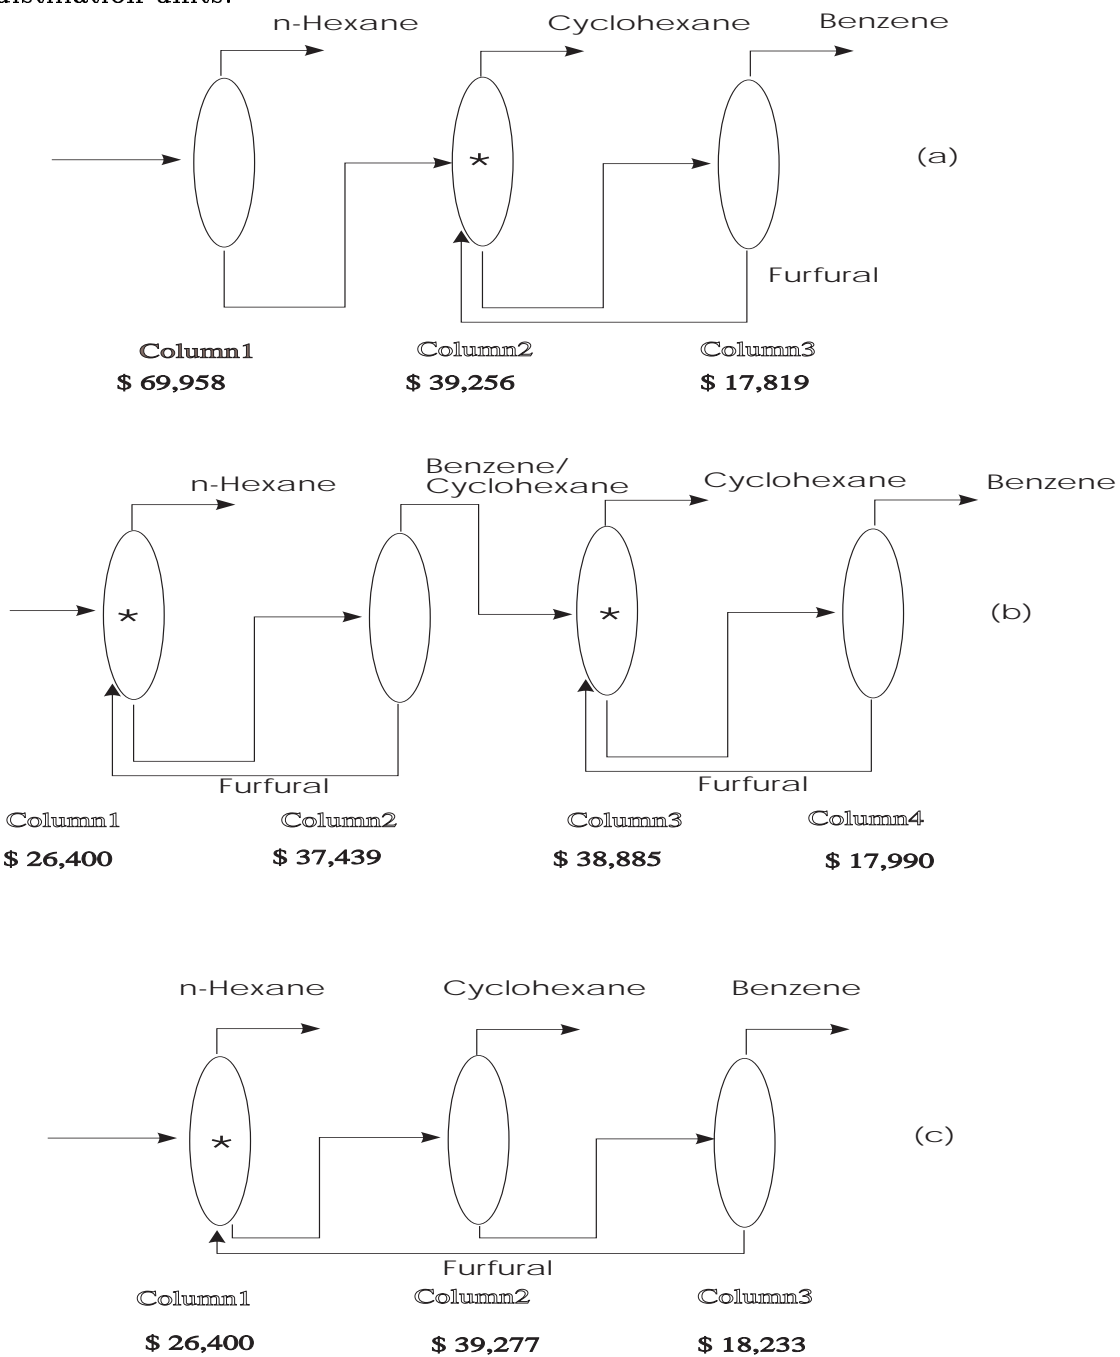 distillation units.
n-Hexane Cyclohexane Benzene
* (a)
Furfural
Column1 Column2 Column3
$ 69,958 $ 39,256 $ 17,819
Benzene/
n-Hexane Cyclohexane Cyclohexane Benzene
* * (b)
Furfural Furfural
Column1 Column2 Column3 Column4
$ 26,400 $ 37,439 $ 38,885 $ 17,990
n-Hexane Cyclohexane Benzene
* (c)
Furfural
Column1 Column2 Column3
$ 26,400 $ 39,277 $ 18,233